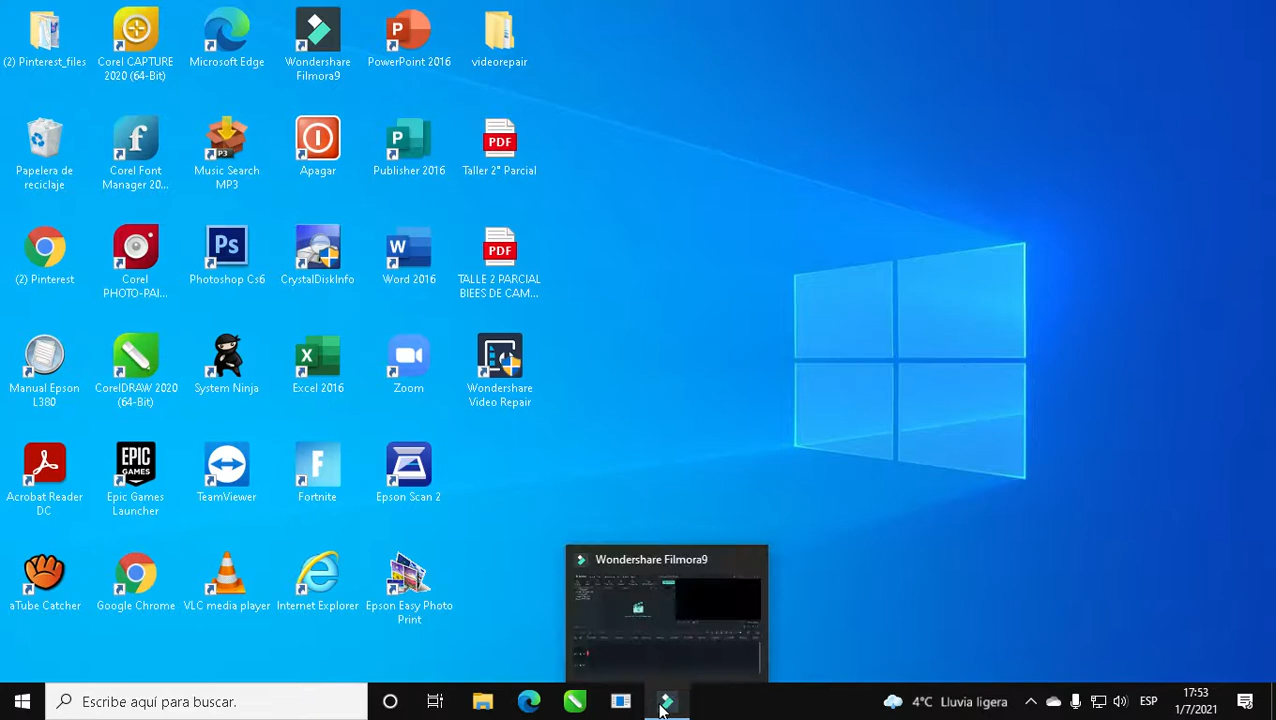 (2) Pinterest_files
Corel CAPTURE
2020 (64-Bit)
Microsoft Edge
Wondershare
Filmora9
PowerPoint 2016
videorepair
Papelera de
reciclaje
Corel Font
Manager 20...
Music Search
MP3
Apagar
Publisher 2016
Taller 2° Parcial
(2) Pinterest
Corel
PHOTO-PAI...
Photoshop Cs6
CrystalDiskInfo
Word 2016
TALLE 2 PARCIAL
BIEES DE CAM...
Manual Epson
L380
CorelDRAW 2020
(64-Bit)
System Ninja
Excel 2016
Zoom
Wondershare
Video Repair
Acrobat Reader
DC
Epic Games
Launcher
TeamViewer
Fortnite
Epson Scan 2
aTube Catcher
Google Chrome
VLC media player
Internet Explorer
Epson Easy Photo
Print
Wondershare Filmora9
Escribe aquí para buscar.
4°C Lluvia ligera
ESP
17:53
1/7/2021